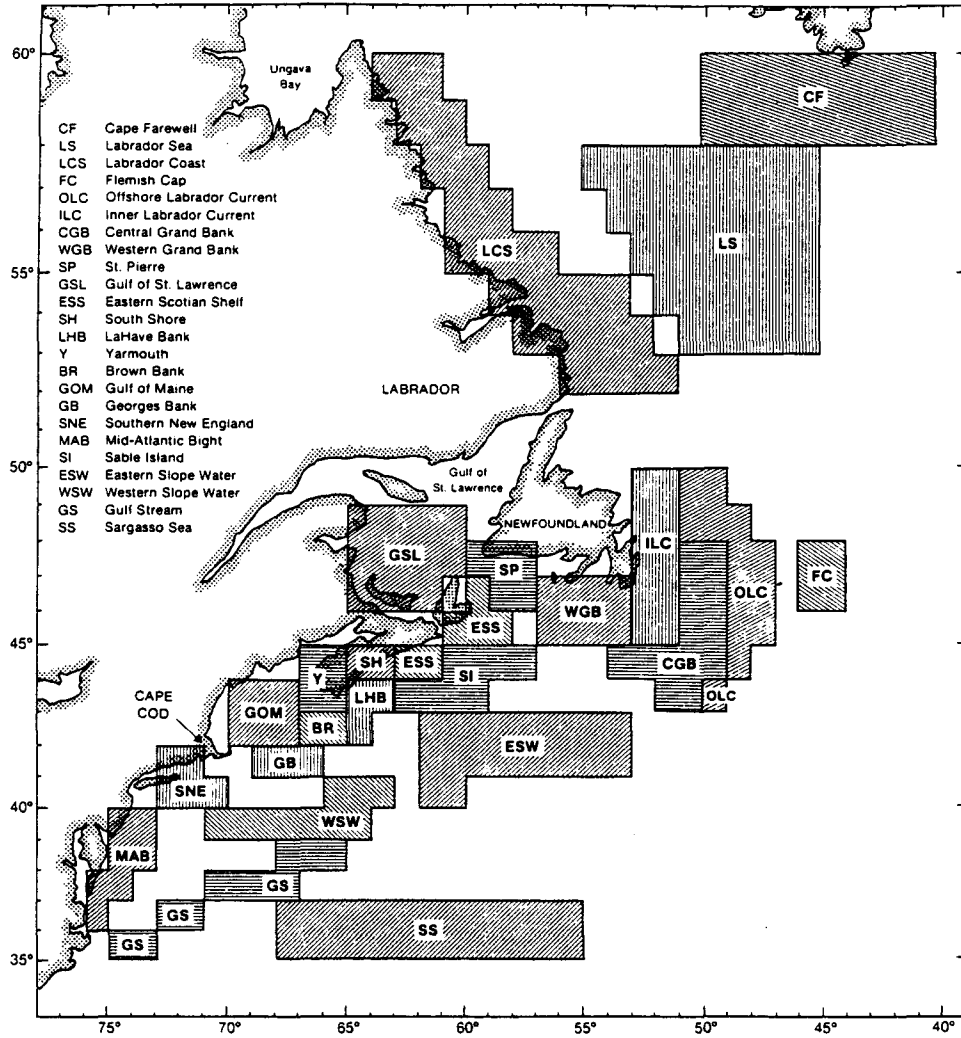 60°
55°
50°
45°
40°
35°
75°
70°
65°
60°
55°
50°
45°
40°
Ungava
Bay
CF Cape Farewell
LS Labrador Sea
LCS Labrador Coast
FC Flemish Cap
OLC Offshore Labrador Current
ILC Inner Labrador Current
CGB Central Grand Bank
WGB Western Grand Bank
SP St. Pierre
GSL Gulf of St. Lawrence
ESS Eastern Scotian Shelf
SH South Shore
LHB LaHave Bank
Y Yarmouth
BR Brown Bank
GOM Gulf of Maine
GB Georges Bank
SNE Southern New England
MAB Mid-Atlantic Bight
SI Sable Island
ESW Eastern Slope Water
WSW Western Slope Water
GS Gulf Stream
SS Sargasso Sea
CF
LS
LCS
LABRADOR
Gulf of
St. Lawrence
NEWFOUNDLAND
ILC
GSL
SP
FC
OLC
WGB
ESS
CGB
SH
ESS
SI
Y
LHB
OLC
CAPE
COD
GOM
BR
ESW
GB
SNE
WSW
MAB
GS
GS
SS
GS